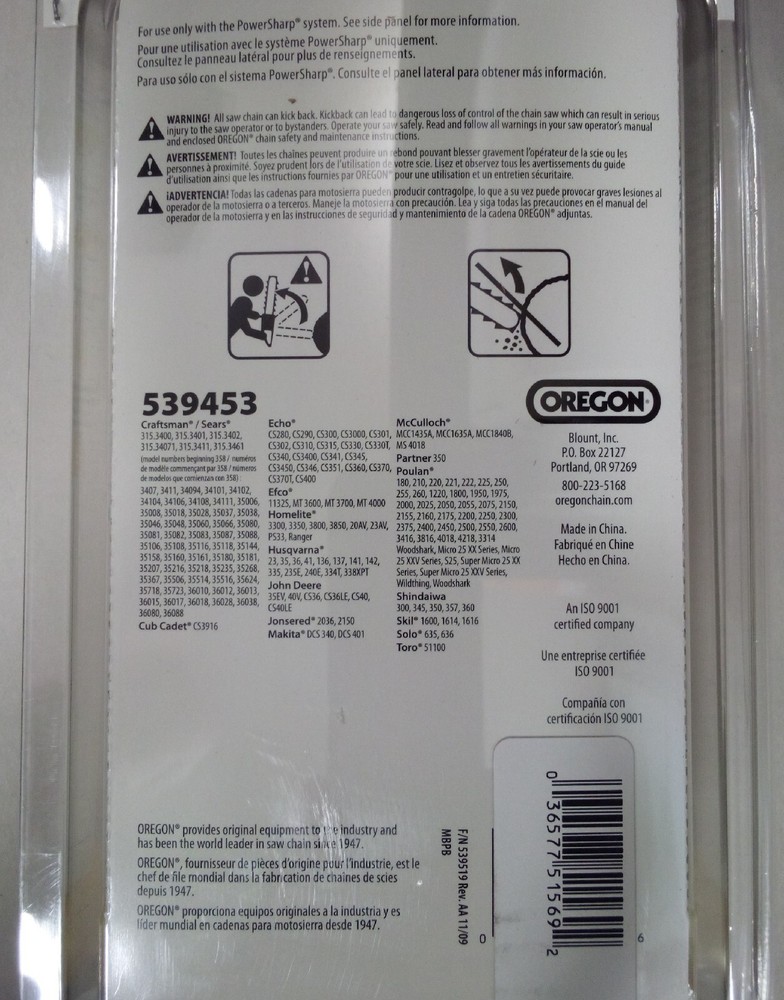 For use only with the PowerSharp® system. See side panel for more information.
Pour une utilisation avec le système PowerSharp® uniquement.
Consultez le panneau latéral pour plus de renseignements.
Para uso sólo con el sistema PowerSharp®. Consulte el panel lateral para obtener más información.
WARNING! All saw chain can kick back. Kickback can lead to dangerous loss of control of the chain saw which can result in serious
injury to the saw operator or to bystanders. Operate your saw safely. Read and follow all warnings in your saw operator's manual
and enclosed OREGON® chain safety and maintenance instructions.
AVERTISSEMENT! Toutes les chaînes peuvent produire un rebond pouvant blesser gravement l'opérateur de la scie ou les
personnes à proximité. Soyez prudent lors de l'utilisation de votre scie. Lisez et observez tous les avertissements du guide
d'utilisation ainsi que les instructions fournies par OREGON® pour une utilisation et un entretien sécuritaire.
¡ADVERTENCIA! Todas las cadenas para motosierra pueden producir contragolpe, lo que a su vez puede provocar graves lesiones al
operador de la motosierra o a terceros. Maneje la motosierra con precaución. Lea y siga todas las precauciones en el manual del
operador de la motosierra y en las instrucciones de seguridad y mantenimiento de la cadena OREGON® adjuntas.
539453
Craftsman® / Sears®
315.3400, 315.3401, 315.3402,
315.34071, 315.3411, 315.3461
(model numbers beginning 358 / numéros
de modèle commençant par 358 / números
de modelos que comienzan con 358):
3407, 3411, 34094, 34101, 34102,
34104, 34106, 34108, 34111, 35006,
35008, 35018, 35028, 35037, 35038,
35046, 35048, 35060, 35066, 35080,
35081, 35082, 35083, 35087, 35088,
35106, 35108, 35116, 35118, 35144,
35158, 35160, 35161, 35180, 35181,
35207, 35216, 35218, 35235, 35268,
35367, 35506, 35514, 35516, 35624,
35718, 35723, 36010, 36012, 36013,
36015, 36017, 36018, 36028, 36038,
36080, 36088
Cub Cadet® CS3916
Echo®
CS280, CS290, CS300, CS3000, CS301,
CS302, CS310, CS315, CS330, CS330T,
CS340, CS3400, CS341, CS345,
CS3450, CS346, CS351, CS360, CS370,
CS370T, CS400
Efco®
11325, MT 3600, MT 3700, MT 4000
Homelite®
3300, 3350, 3800, 3850, 20AV, 23AV,
PS33, Ranger
Husqvarna®
23, 35, 36, 41, 136, 137, 141, 142,
335, 235E, 240E, 334T, 338XPT
John Deere
35EV, 40V, CS36, CS36LE, CS40,
CS40LE
Jonsered® 2036, 2150
Makita® DCS 340, DCS 401
McCulloch®
MCC1435A, MCC1635A, MCC1840B,
MS 4018
Partner 350
Poulan®
180, 210, 220, 221, 222, 225, 250,
255, 260, 1220, 1800, 1950, 1975,
2000, 2025, 2050, 2055, 2075, 2150,
2155, 2160, 2175, 2200, 2250, 2300,
2375, 2400, 2450, 2500, 2550, 2600,
3416, 3816, 4018, 4218, 3314
Woodshark, Micro 25 XX Series, Micro
25 XXV Series, S25, Super Micro 25 XX
Series, Super Micro 25 XXV Series,
Wildthing, Woodshark
Shindaiwa
300, 345, 350, 357, 360
Skil® 1600, 1614, 1616
Solo® 635, 636
Toro® 51100
OREGON®
Blount, Inc.
P.O. Box 22127
Portland, OR 97269
800-223-5168
oregonchain.com
Made in China.
Fabriqué en Chine
Hecho en China.
An ISO 9001
certified company
Une entreprise certifiée
ISO 9001
Compañía con
certificación ISO 9001
OREGON® provides original equipment to the industry and
has been the world leader in saw chain since 1947.
OREGON®, fournisseur de pièces d'origine pour l'industrie, est le
chef de file mondial dans la fabrication de chaînes de scies
depuis 1947.
OREGON® proporciona equipos originales a la industria y es
líder mundial en cadenas para motosierra desde 1947.
F/N 539519 Rev. AA 11/09
MBPB
0
0 36577 51569 2
6